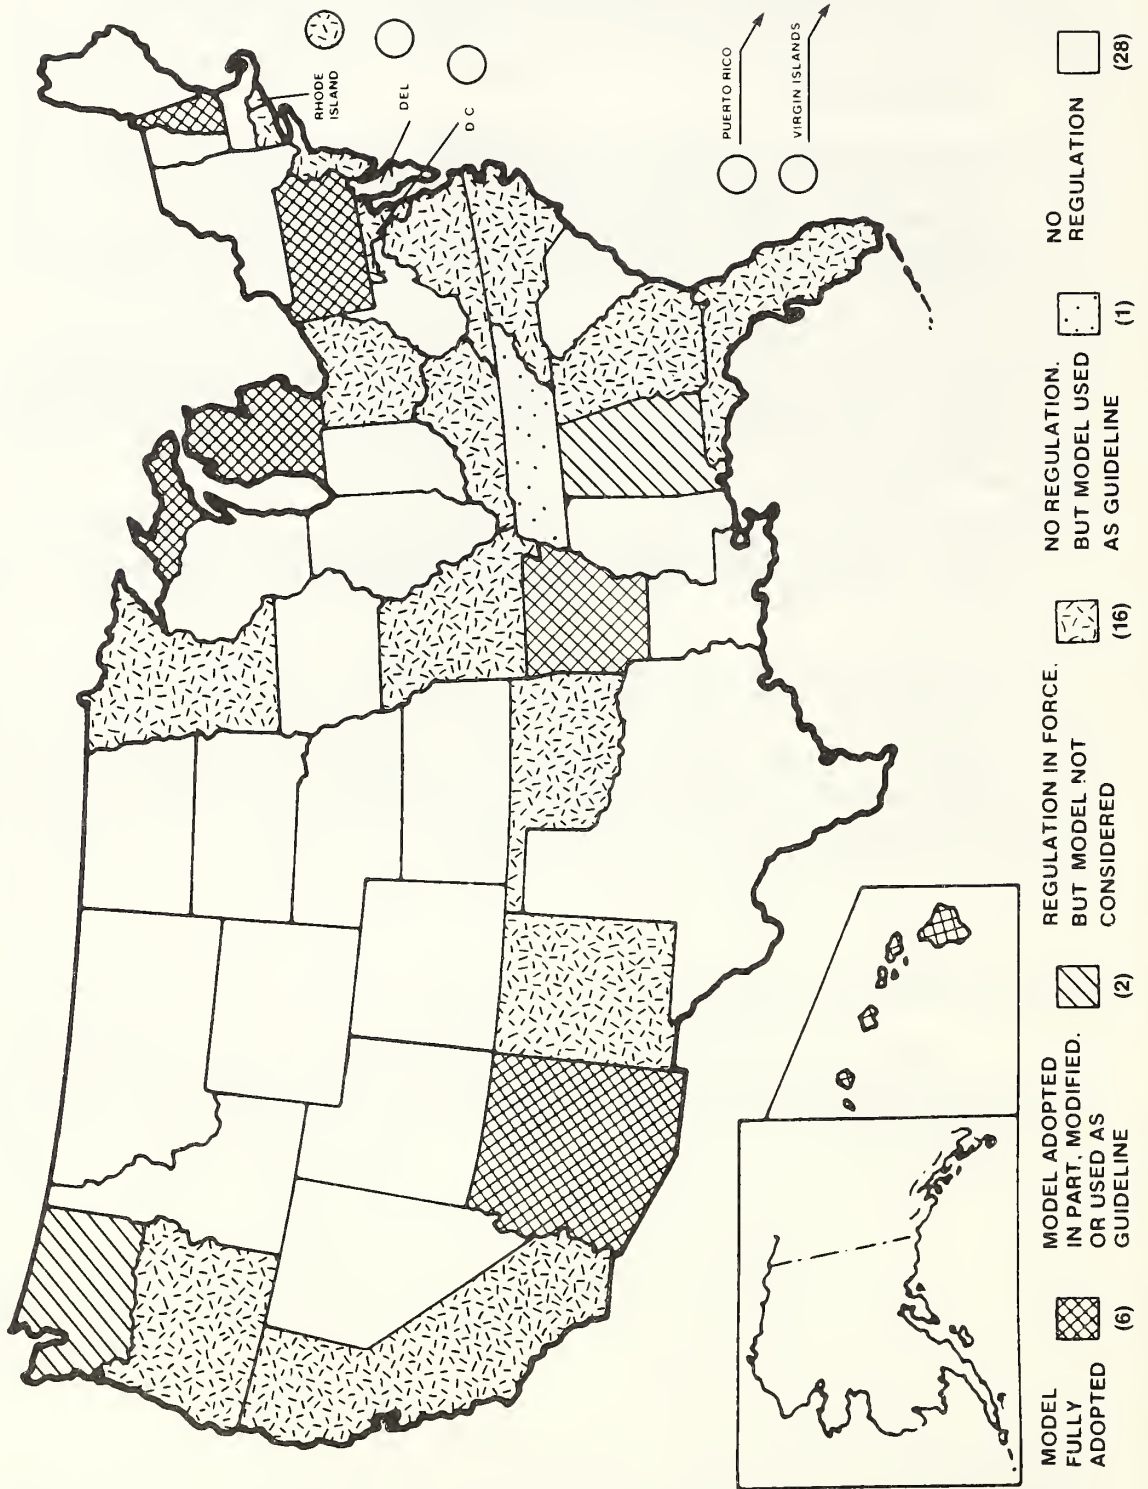 RHODE
ISLAND
DEL
D C
PUERTO RICO
VIRGIN ISLANDS
MODEL
FULLY
ADOPTED
(6)
MODEL ADOPTED
IN PART, MODIFIED.
OR USED AS
GUIDELINE
(2)
REGULATION IN FORCE.
BUT MODEL NOT
CONSIDERED
(16)
NO REGULATION.
BUT MODEL USED
AS GUIDELINE
(1)
NO
REGULATION
(28)